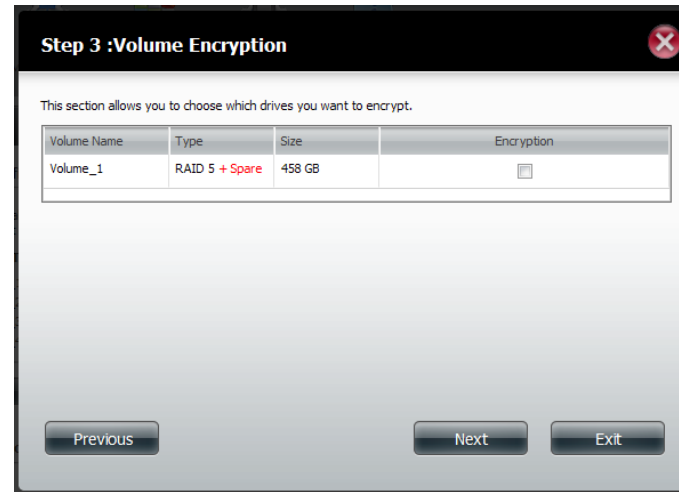 Step 3 :Volume Encryption
This section allows you to choose which drives you want to encrypt.
Volume Name Type Size Encryption
Volume_1 RAID 5 + Spare 458 GB
Previous Next Exit